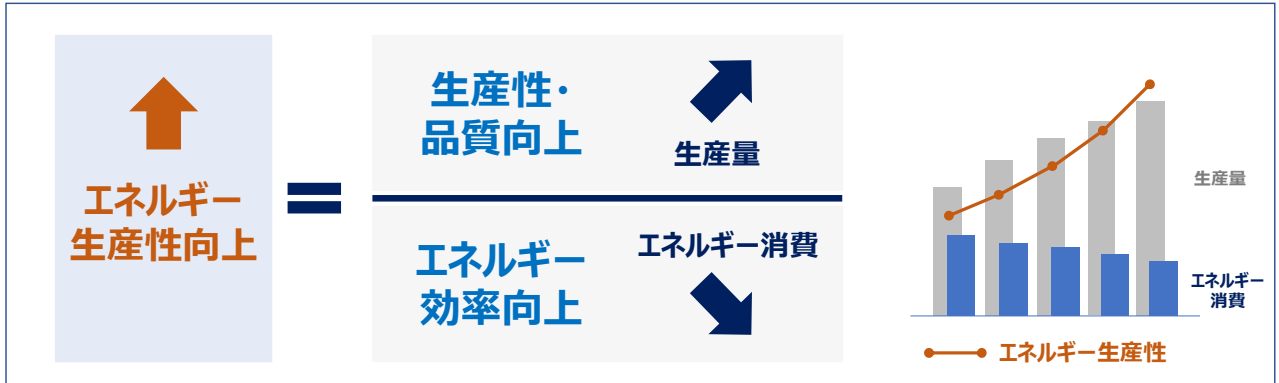 エネルギー
生産性向上
=
生産性・
品質向上
生産量
エネルギー
効率向上
エネルギー消費
生産量
エネルギー
消費
エネルギー生産性